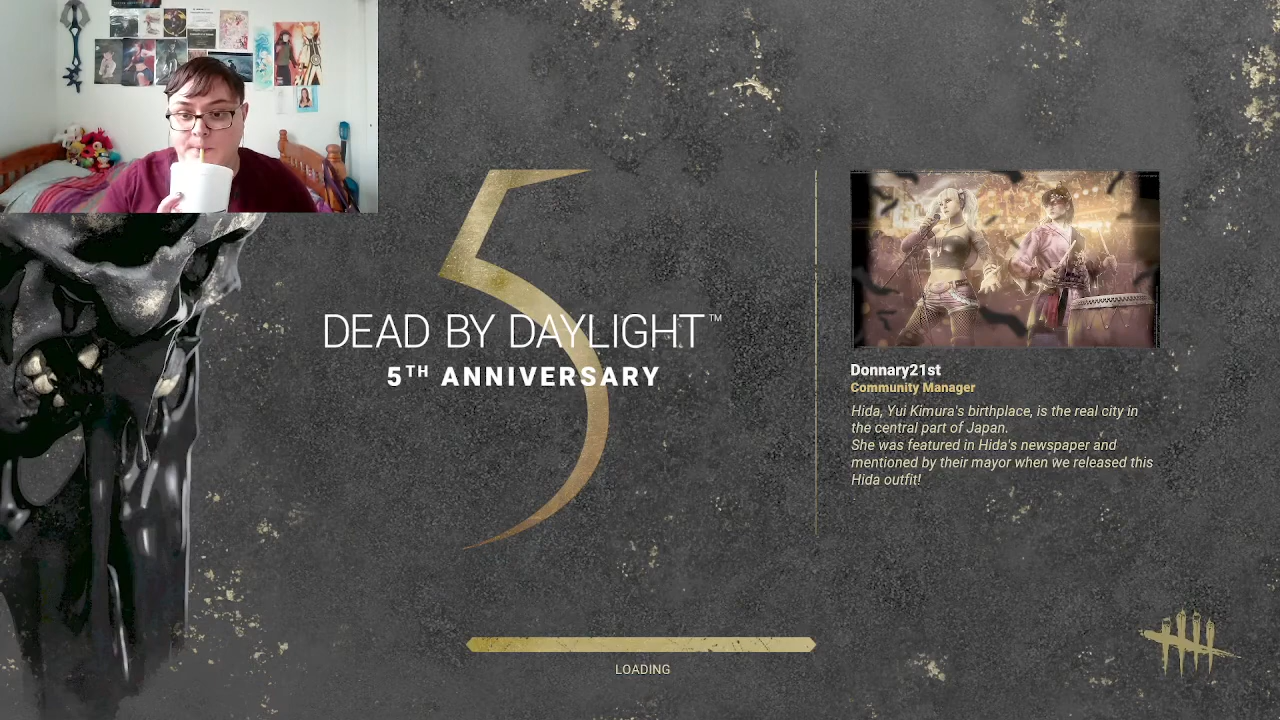 DEAD BY DAYLIGHT™
5TH ANNIVERSARY
Donnary21st
Community Manager
Hida, Yui Kimura's birthplace, is the real city in
the central part of Japan.
She was featured in Hida's newspaper and
mentioned by their mayor when we released this
Hida outfit!
LOADING